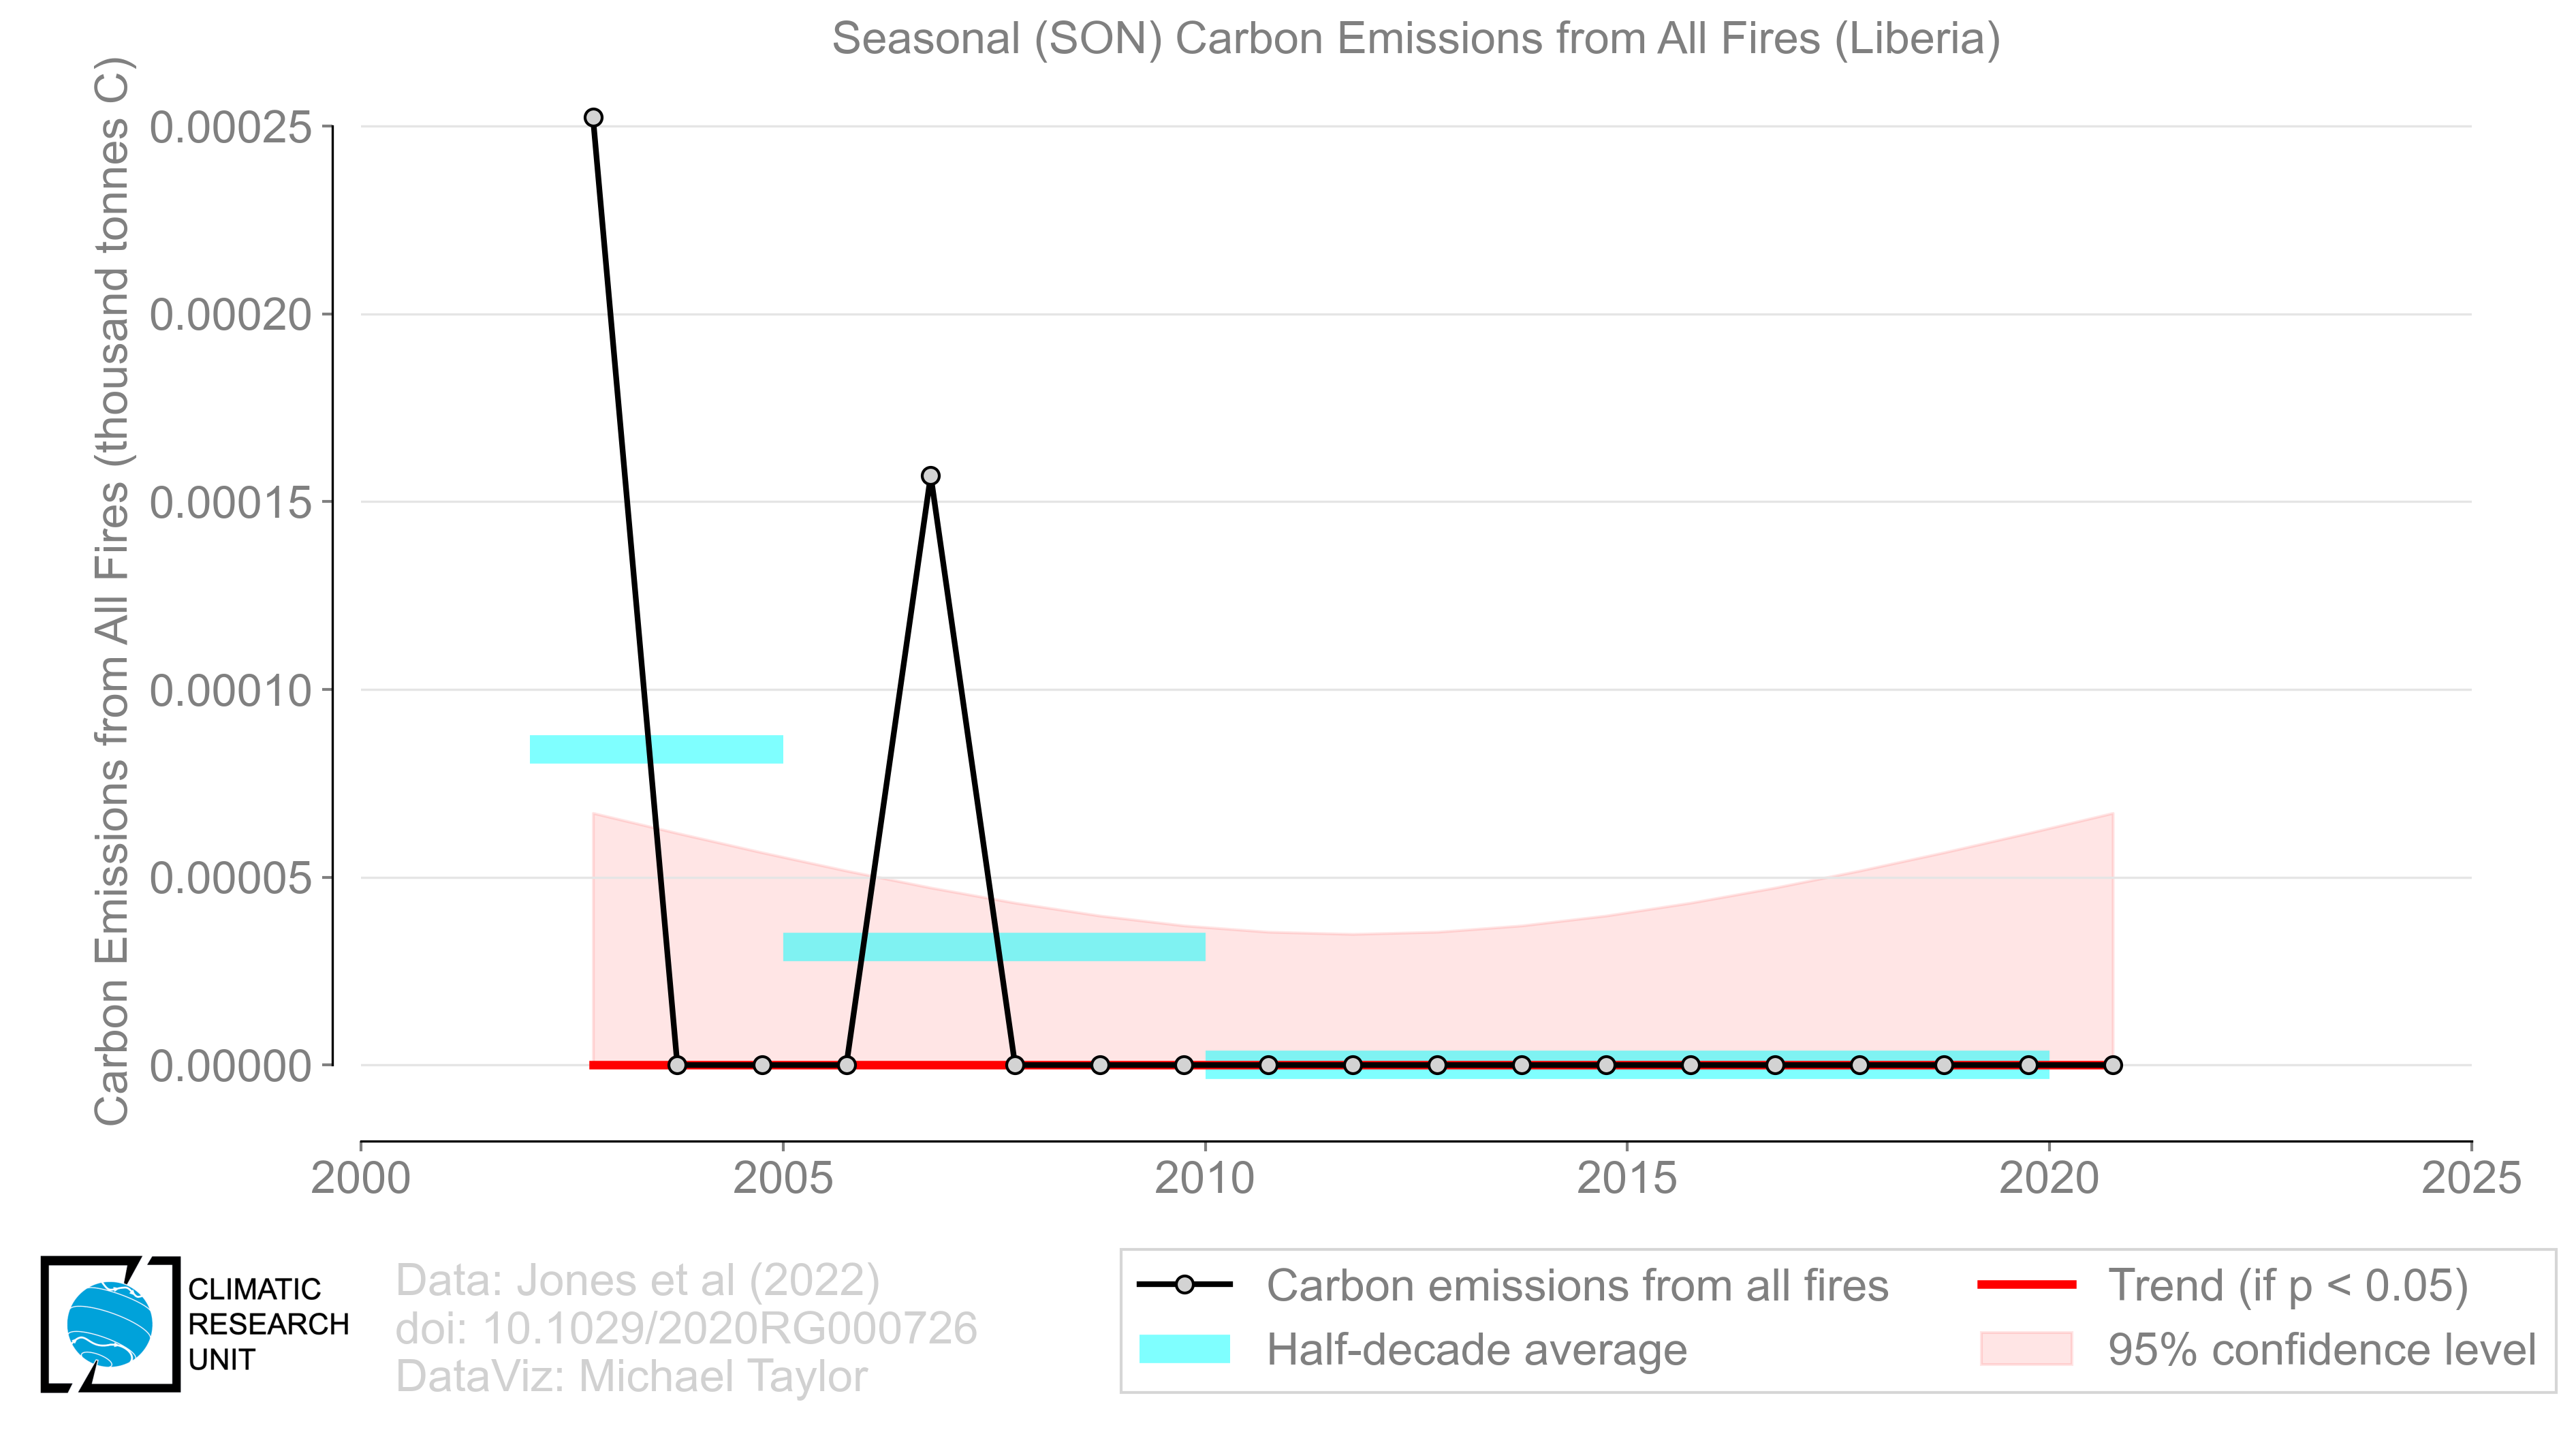 Seasonal (SON) Carbon Emissions from All Fires (Liberia)
Carbon Emissions from All Fires (thousand tonnes C)
0.00025
0.00020
0.00015
0.00010
0.00005
0.00000
2000 2005 2010 2015 2020 2025
CLIMATIC
RESEARCH
UNIT
Data: Jones et al (2022)
doi: 10.1029/2020RG000726
DataViz: Michael Taylor
Carbon emissions from all fires
Half-decade average
Trend (if p < 0.05)
95% confidence level